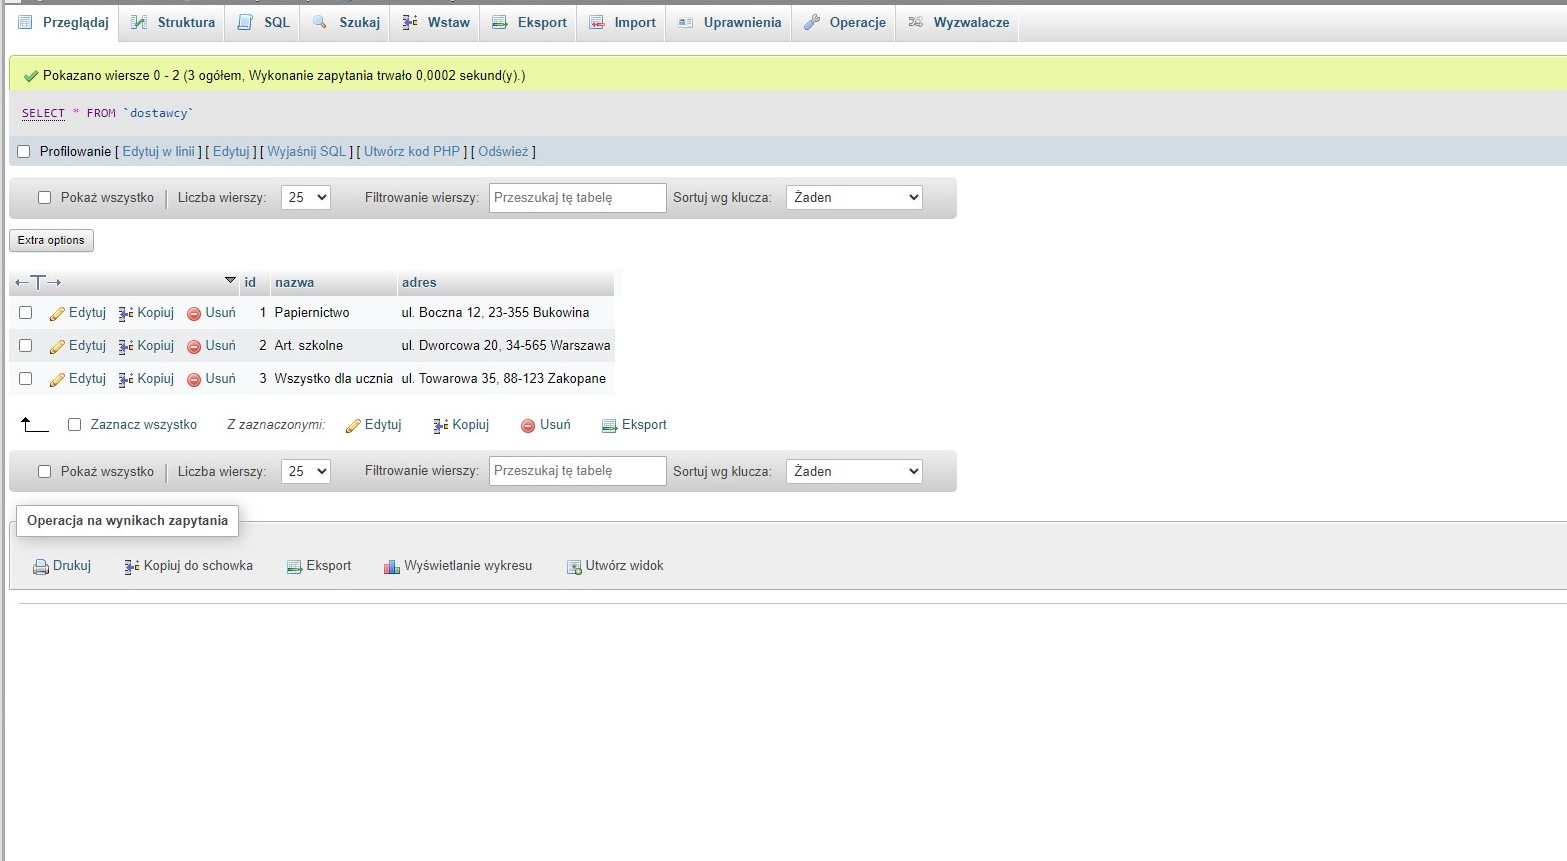 Przeglądaj Struktura SQL Szukaj Wstaw Eksport Import Uprawnienia Operacje Wyzwalacze
Pokazano wiersze 0 - 2 (3 ogółem, Wykonanie zapytania trwało 0,0002 sekund(y).)
SELECT * FROM `dostawcy`
Profilowanie [ Edytuj w linii ] [ Edytuj ] [ Wyjaśnij SQL ] [ Utwórz kod PHP ] [ Odśwież ]
Pokaż wszystko Liczba wierszy: 25 Filtrowanie wierszy: Przeszukaj tę tabelę Sortuj wg klucza: Żaden
Extra options
←T→ id nazwa adres
Edytuj Kopiuj Usuń 1 Papiernictwo ul. Boczna 12, 23-355 Bukowina
Edytuj Kopiuj Usuń 2 Art. szkolne ul. Dworcowa 20, 34-565 Warszawa
Edytuj Kopiuj Usuń 3 Wszystko dla ucznia ul. Towarowa 35, 88-123 Zakopane
Zaznacz wszystko Z zaznaczonymi: Edytuj Kopiuj Usuń Eksport
Pokaż wszystko Liczba wierszy: 25 Filtrowanie wierszy: Przeszukaj tę tabelę Sortuj wg klucza: Żaden
Operacja na wynikach zapytania
Drukuj Kopiuj do schowka Eksport Wyświetlanie wykresu Utwórz widok